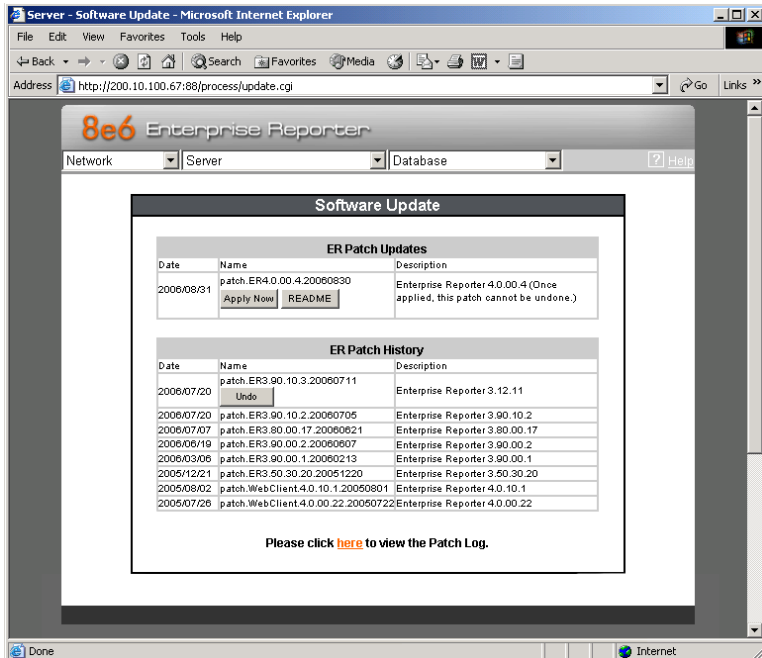 Server - Software Update - Microsoft Internet Explorer
File Edit View Favorites Tools Help
Back Search Favorites Media
Address http://200.10.100.67:88/process/update.cgi Go Links »
8e6 Enterprise Reporter
Network Server Database ? Help
Software Update
ER Patch Updates
Date Name Description
2006/08/31 patch.ER4.0.00.4.20060830 Enterprise Reporter 4.0.00.4 (Once
Apply Now README applied, this patch cannot be undone.)
ER Patch History
Date Name Description
2006/07/20 patch.ER3.90.10.3.20060711 Enterprise Reporter 3.12.11
Undo
2006/07/20 patch.ER3.90.10.2.20060705 Enterprise Reporter 3.90.10.2
2006/07/07 patch.ER3.80.00.17.20060621 Enterprise Reporter 3.80.00.17
2006/06/19 patch.ER3.90.00.2.20060607 Enterprise Reporter 3.90.00.2
2006/03/06 patch.ER3.90.00.1.20060213 Enterprise Reporter 3.90.00.1
2005/12/21 patch.ER3.50.30.20.20051220 Enterprise Reporter 3.50.30.20
2005/08/02 patch.WebClient.4.0.10.1.20050801 Enterprise Reporter 4.0.10.1
2005/07/26 patch.WebClient.4.0.00.22.20050722 Enterprise Reporter 4.0.00.22
Please click here to view the Patch Log.
Done Internet